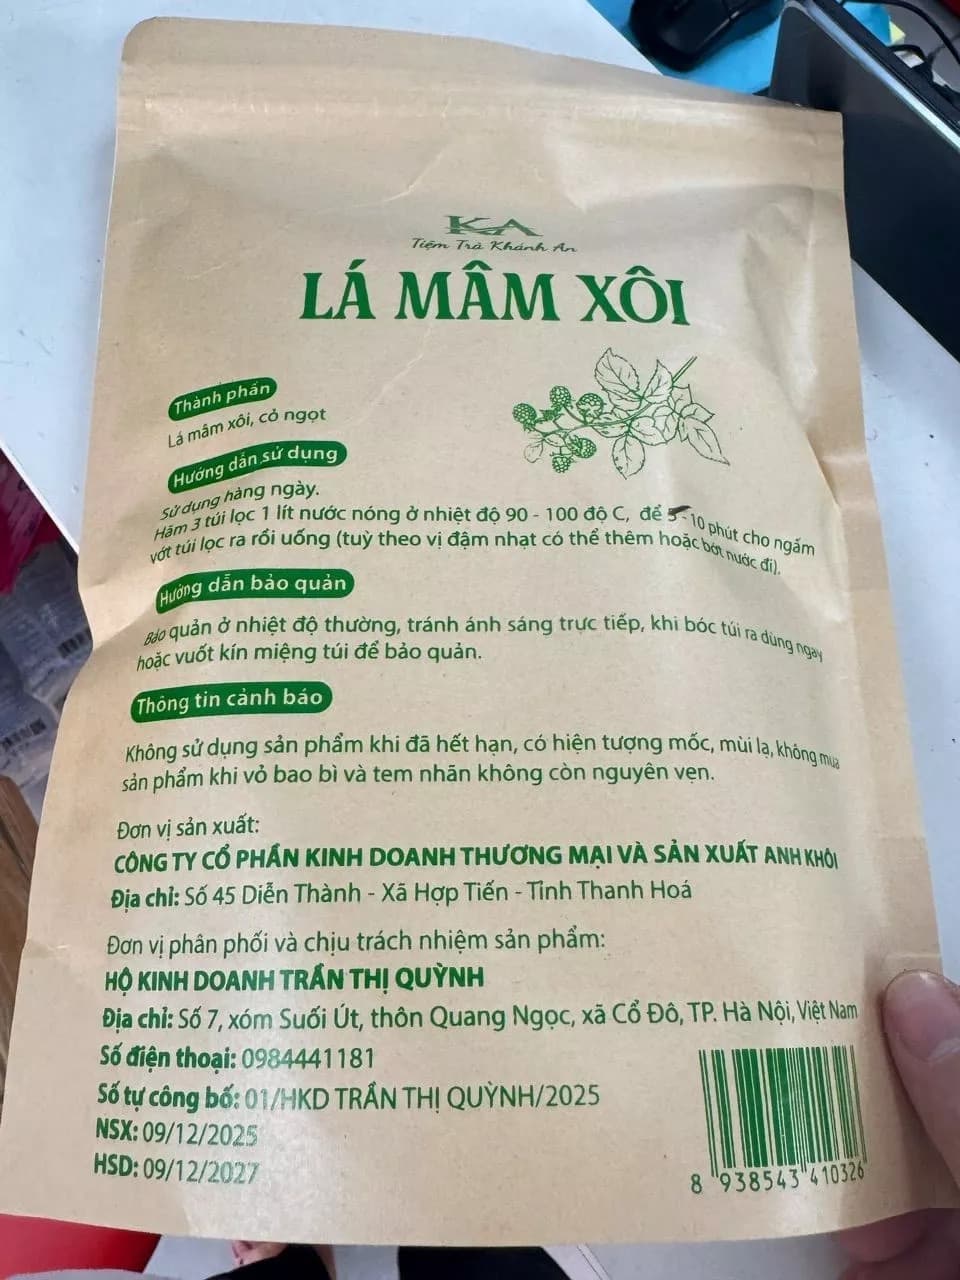 KA
Tiệm Trà Khánh An
LÁ MÂM XÔI
Thành phần
Lá mâm xôi, cỏ ngọt
Hướng dẫn sử dụng
Sử dụng hàng ngày.
Hãm 3 túi lọc 1 lít nước nóng ở nhiệt độ 90 - 100 độ C, để 5 - 10 phút cho ngấm
vớt túi lọc ra rồi uống (tuỳ theo vị đậm nhạt có thể thêm hoặc bớt nước đi).
Hướng dẫn bảo quản
Bảo quản ở nhiệt độ thường, tránh ánh sáng trực tiếp, khi bóc túi ra dùng ngay
hoặc vuốt kín miệng túi để bảo quản.
Thông tin cảnh báo
Không sử dụng sản phẩm khi đã hết hạn, có hiện tượng mốc, mùi lạ, không mua
sản phẩm khi vỏ bao bì và tem nhãn không còn nguyên vẹn.
Đơn vị sản xuất:
CÔNG TY CỔ PHẦN KINH DOANH THƯƠNG MẠI VÀ SẢN XUẤT ANH KHÔI
Địa chỉ: Số 45 Diễn Thành - Xã Hợp Tiến - Tỉnh Thanh Hoá
Đơn vị phân phối và chịu trách nhiệm sản phẩm:
HỘ KINH DOANH TRẦN THỊ QUỲNH
Địa chỉ: Số 7, xóm Suối Út, thôn Quang Ngọc, xã Cổ Đô, TP. Hà Nội, Việt Nam
Số điện thoại: 0984441181
Số tự công bố: 01/HKD TRẦN THỊ QUỲNH/2025
NSX: 09/12/2025
HSD: 09/12/2027
8 938543 410326